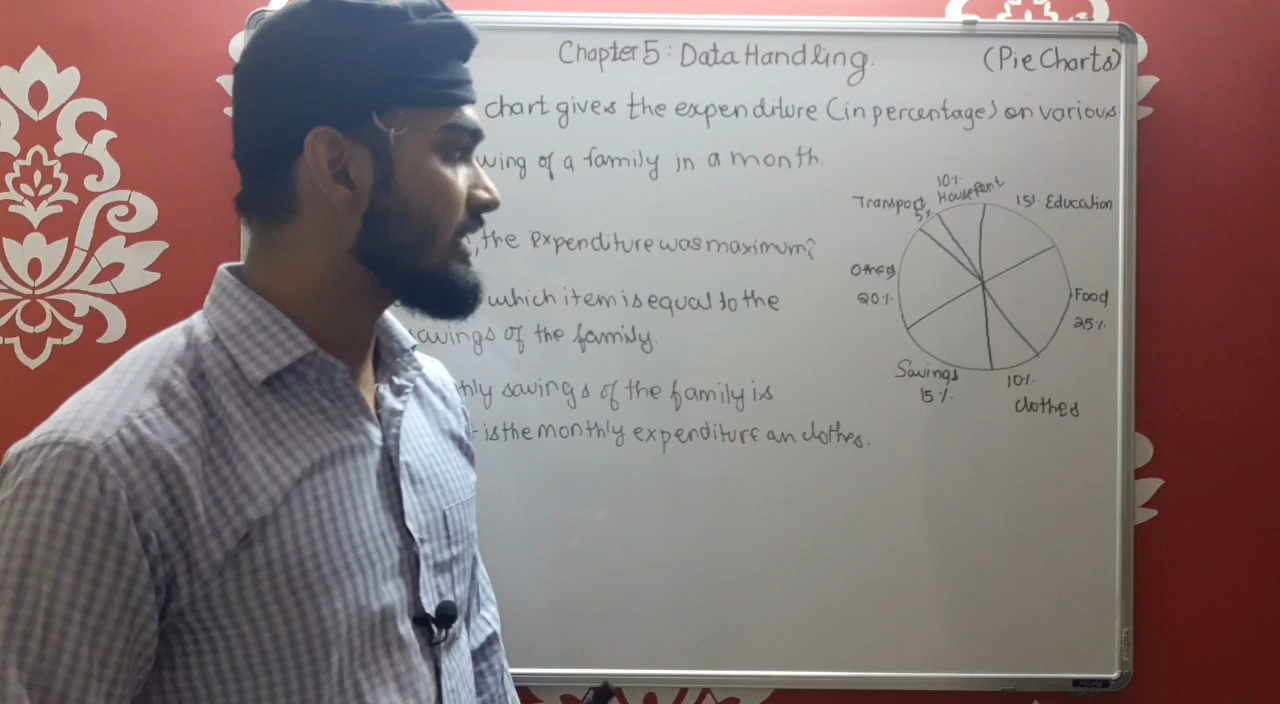 Chapter 5 : Data Handling. (Pie Charts)
chart gives the expenditure (in percentage) on various
wing of a family in a month.
, the expenditure was maximum?
which item is equal to the
savings of the family.
hly savings of the family is
is the monthly expenditure an clothes.
10%.
House Rent
Transport
5%
15%. Education
Others
20%.
Food
25%.
Savings
15%.
10%.
clothes